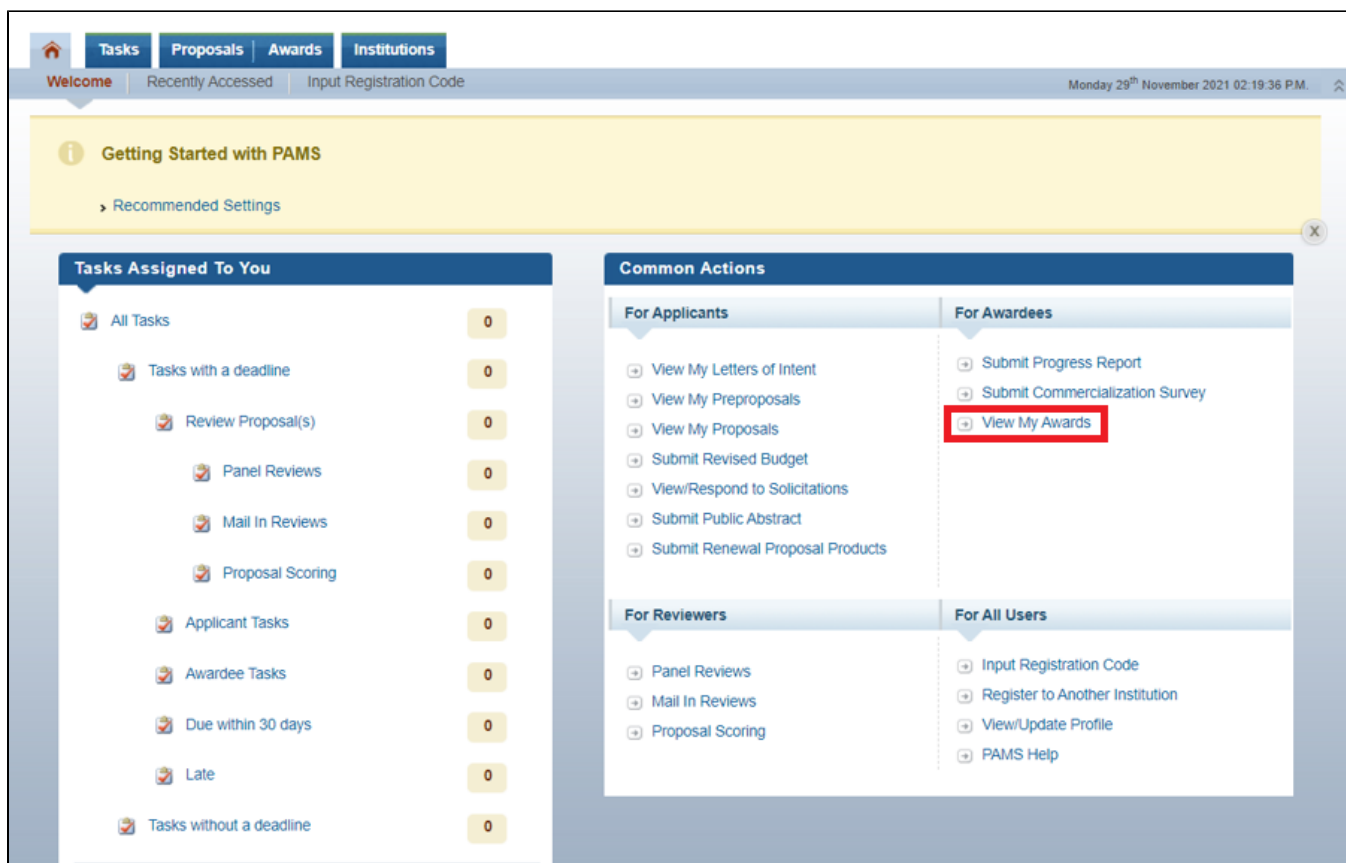 Tasks Proposals Awards Institutions
Welcome Recently Accessed Input Registration Code Monday 29th November 2021 02:19:36 P.M.
i Getting Started with PAMS
Recommended Settings
X
Tasks Assigned To You
All Tasks 0
Tasks with a deadline 0
Review Proposal(s) 0
Panel Reviews 0
Mail In Reviews 0
Proposal Scoring 0
Applicant Tasks 0
Awardee Tasks 0
Due within 30 days 0
Late 0
Tasks without a deadline 0
Common Actions
For Applicants
View My Letters of Intent
View My Preproposals
View My Proposals
Submit Revised Budget
View/Respond to Solicitations
Submit Public Abstract
Submit Renewal Proposal Products
For Awardees
Submit Progress Report
Submit Commercialization Survey
View My Awards
For Reviewers
Panel Reviews
Mail In Reviews
Proposal Scoring
For All Users
Input Registration Code
Register to Another Institution
View/Update Profile
PAMS Help